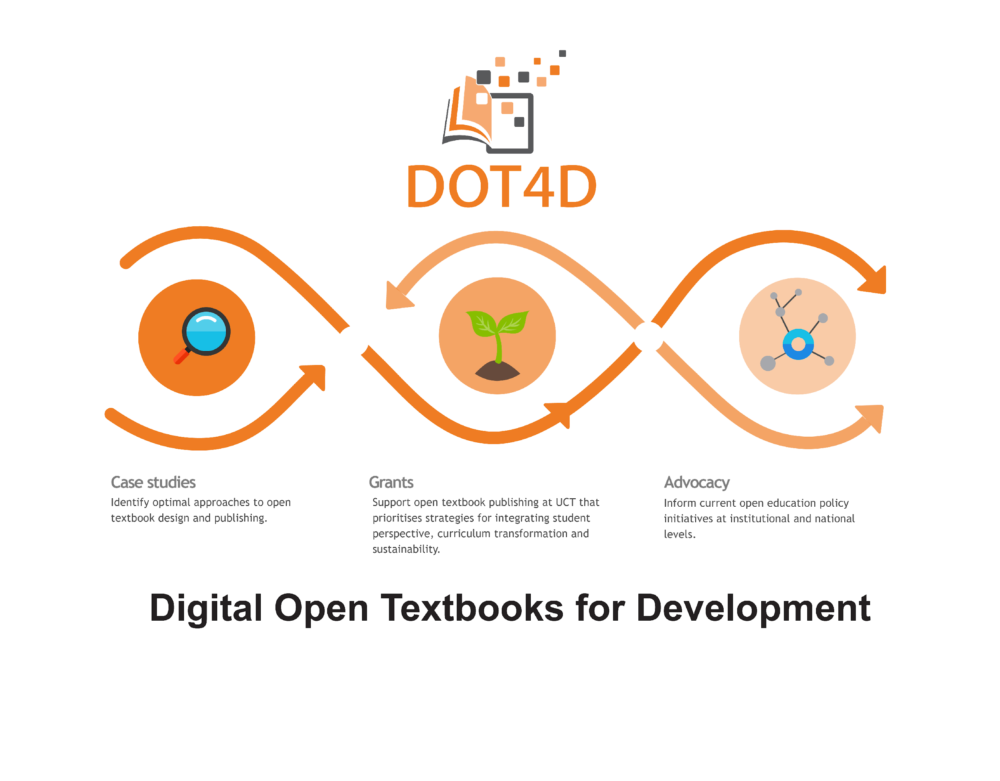 DOT4D
Case studies
Identify optimal approaches to open
textbook design and publishing.
Grants
Support open textbook publishing at UCT that
prioritises strategies for integrating student
perspective, curriculum transformation and
sustainability.
Advocacy
Inform current open education policy
initiatives at institutional and national
levels.
Digital Open Textbooks for Development